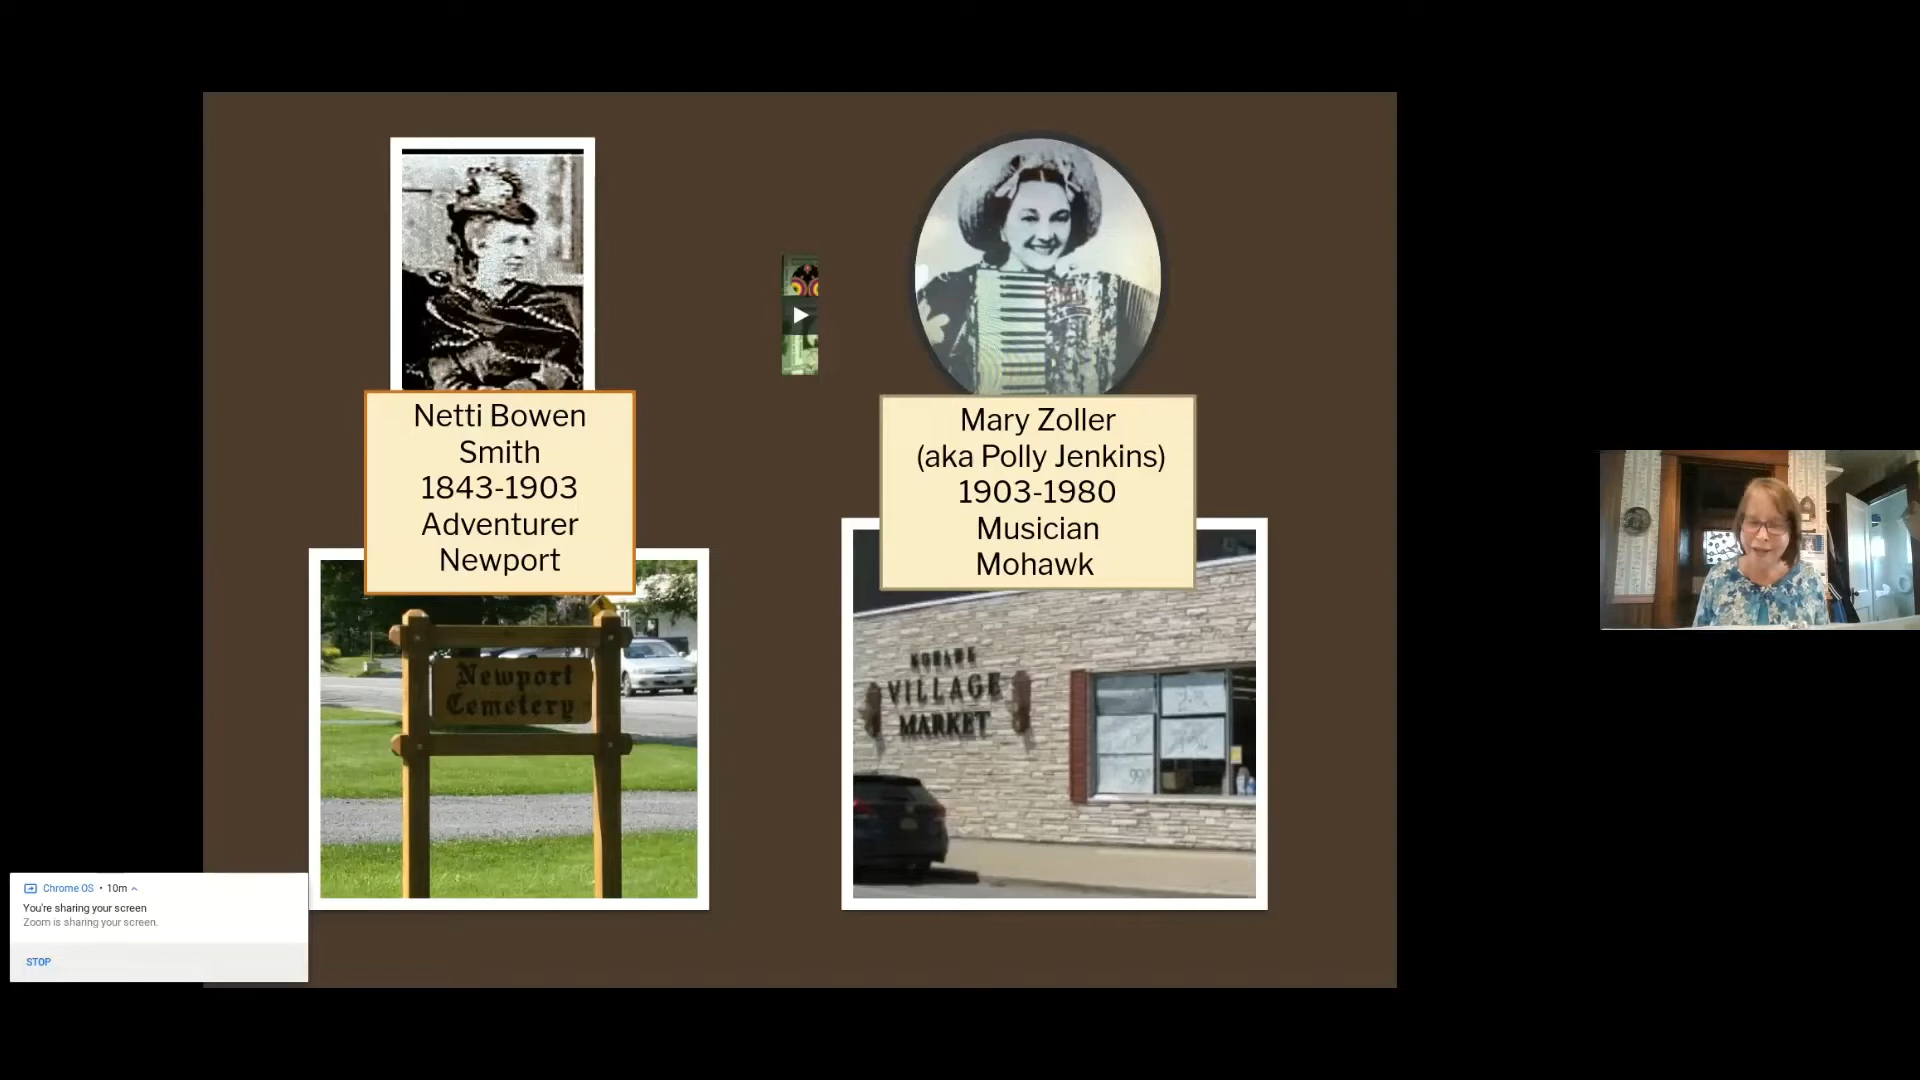 Netti Bowen
Smith
1843-1903
Adventurer
Newport
Mary Zoller
(aka Polly Jenkins)
1903-1980
Musician
Mohawk
Newport
Cemetery
MOHAWK
VILLAGE
MARKET
Chrome OS • 10m
You're sharing your screen
Zoom is sharing your screen.
STOP